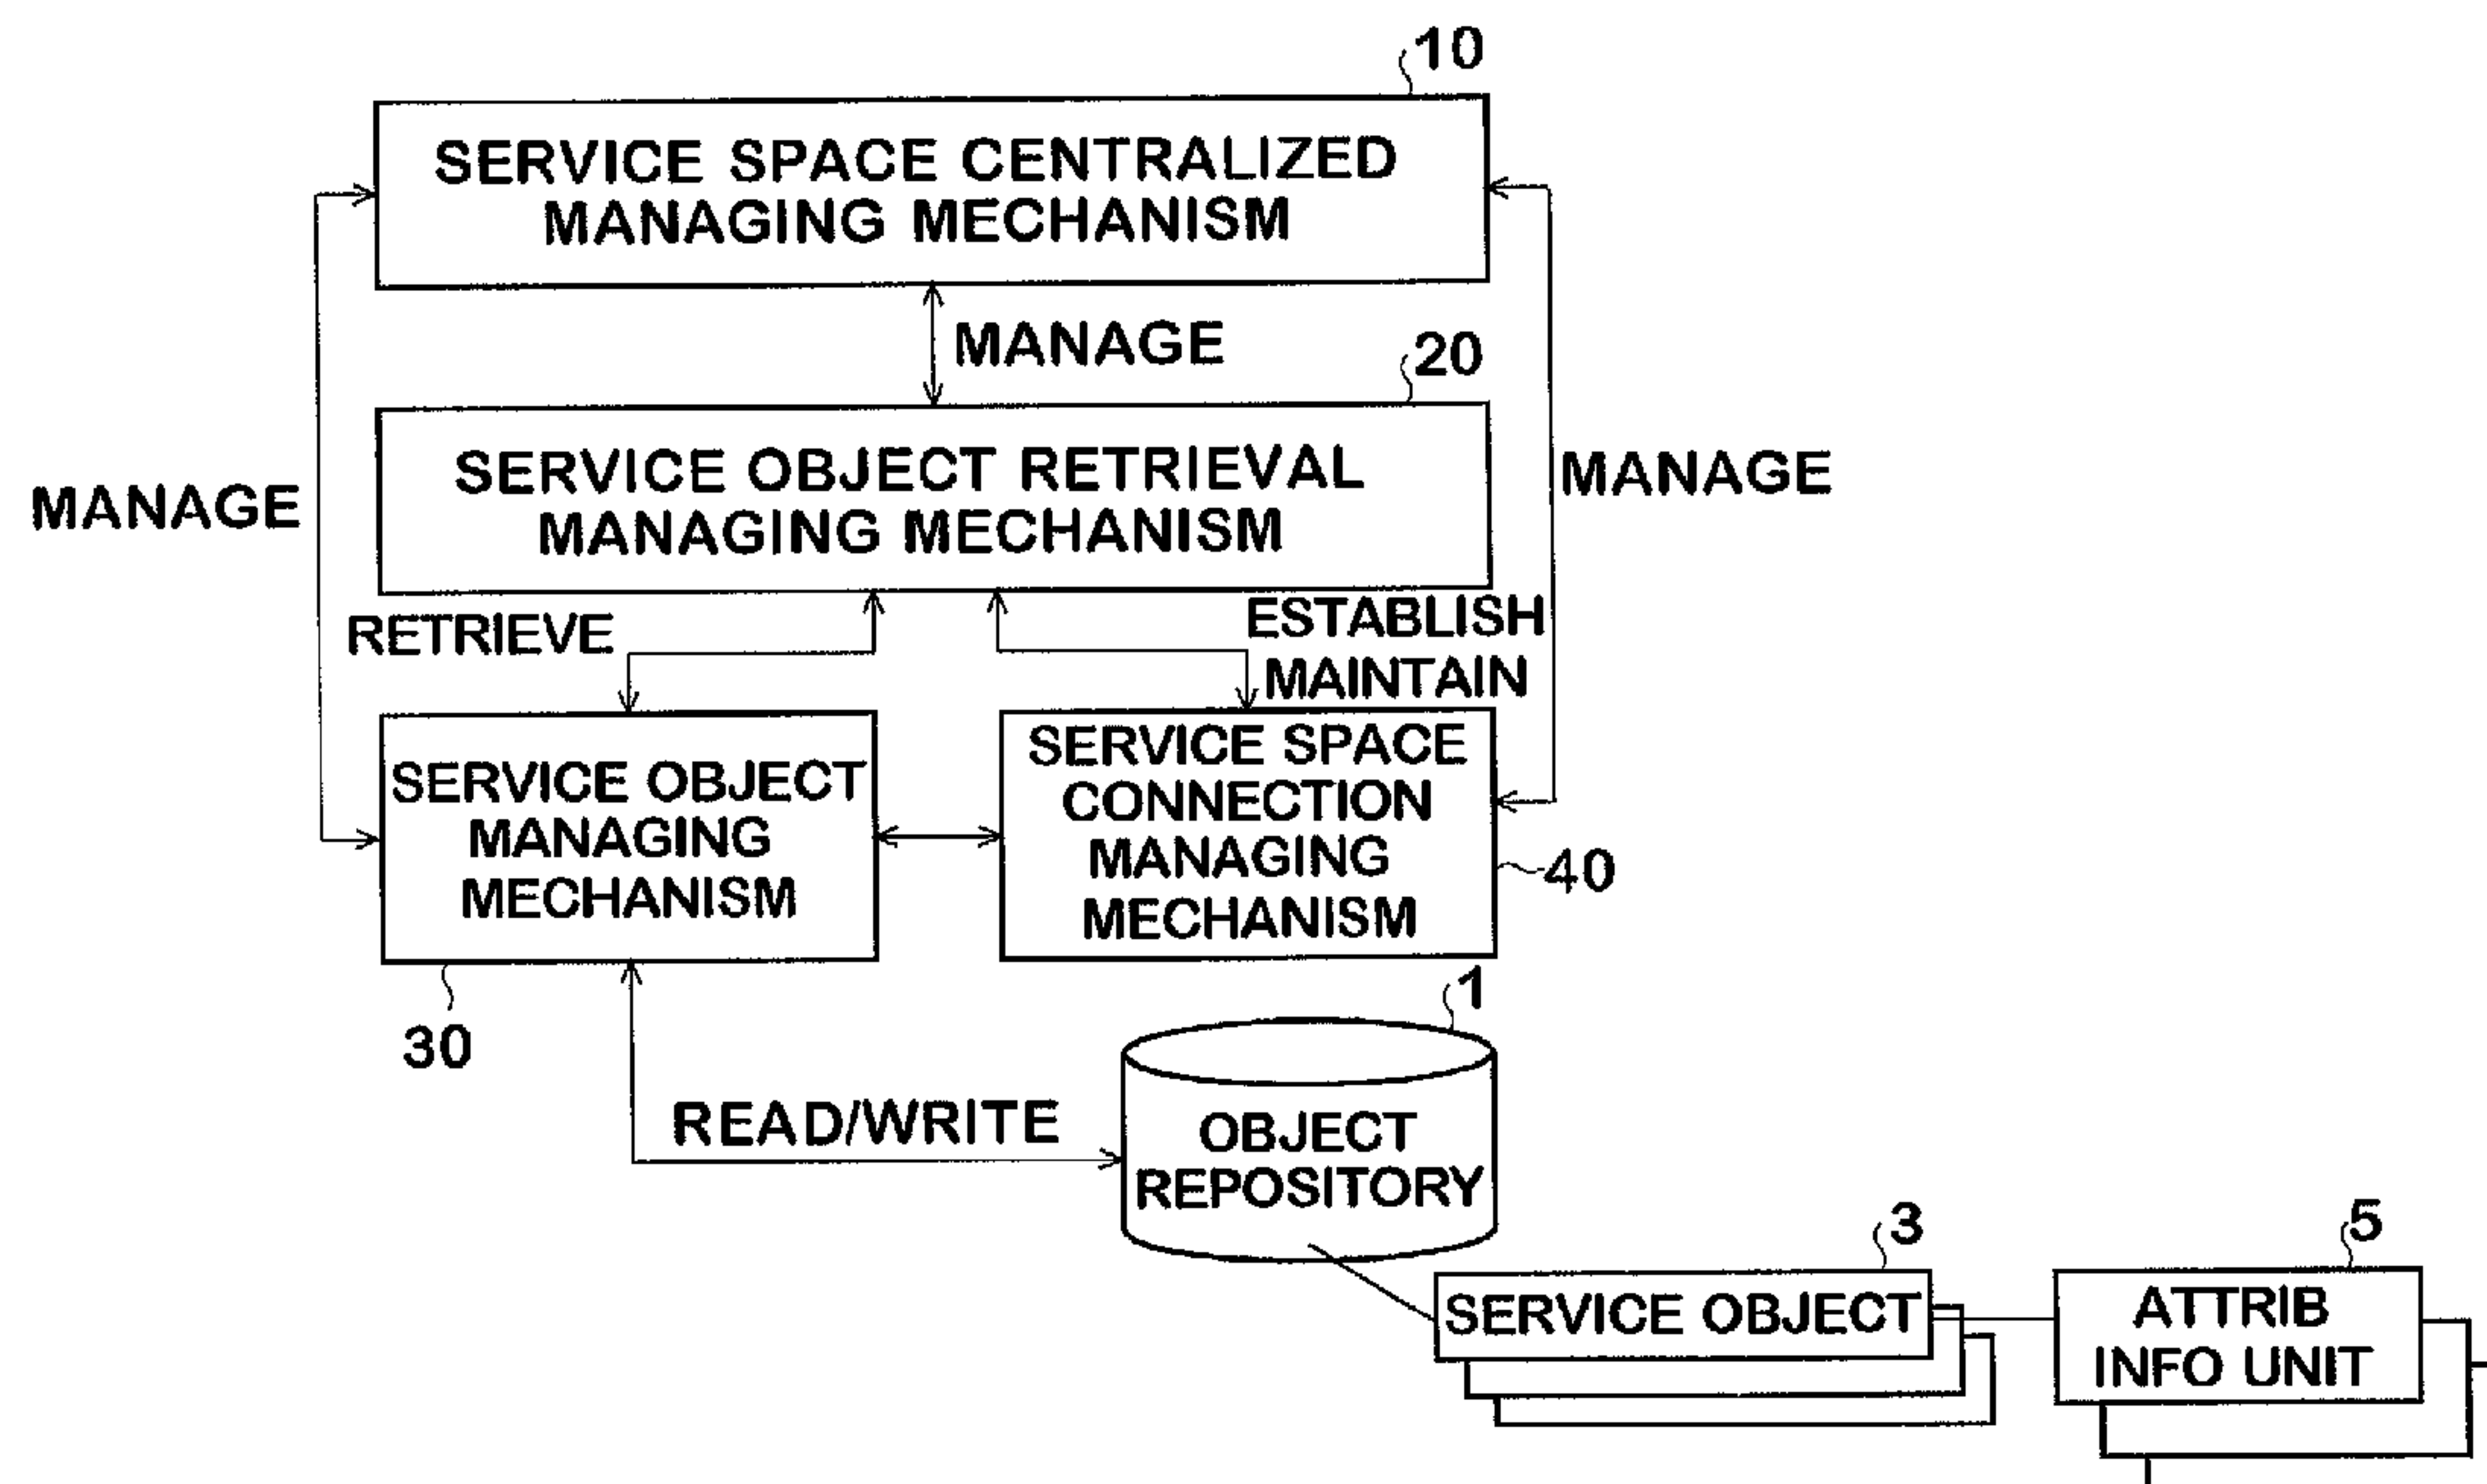 10
SERVICE SPACE CENTRALIZED
MANAGING MECHANISM
MANAGE
20
SERVICE OBJECT RETRIEVAL
MANAGING MECHANISM
MANAGE
MANAGE
RETRIEVE
ESTABLISH
MAINTAIN
SERVICE OBJECT
MANAGING
MECHANISM
30
SERVICE SPACE
CONNECTION
MANAGING
MECHANISM
40
1
READ/WRITE
OBJECT
REPOSITORY
3
SERVICE OBJECT
5
ATTRIB
INFO UNIT